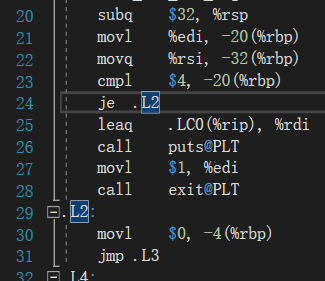 20 subq $32, %rsp
21 movl %edi, -20(%rbp)
22 movq %rsi, -32(%rbp)
23 cmpl $4, -20(%rbp)
24 je .L2
25 leaq .LC0(%rip), %rdi
26 call puts@PLT
27 movl $1, %edi
28 call exit@PLT
29 .L2:
30 movl $0, -4(%rbp)
31 jmp .L3
32 .L4: